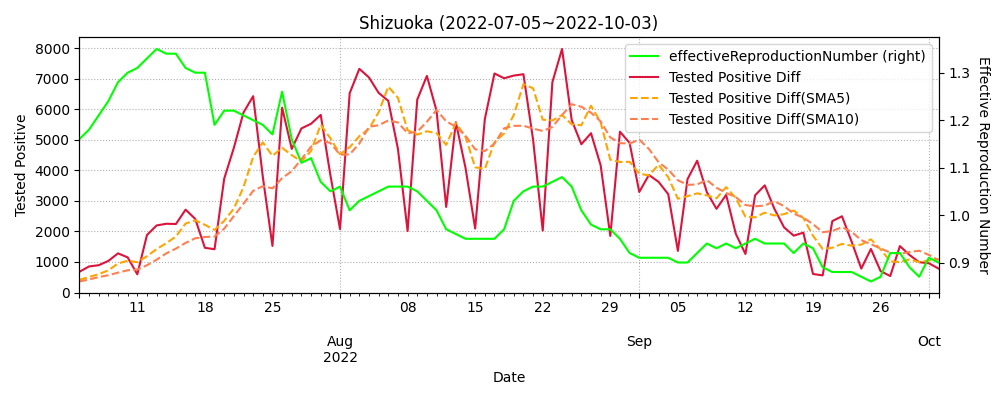 Shizuoka (2022-07-05~2022-10-03)
effectiveReproductionNumber (right)
Tested Positive Diff
Tested Positive Diff(SMA5)
Tested Positive Diff(SMA10)
Tested Positive
8000
7000
6000
5000
4000
3000
2000
1000
0
1.3
1.2
1.1
1.0
0.9
Effective Reproduction Number
11 18 25 08 15 22 29 05 12 19 26
Aug Sep Oct
2022
Date